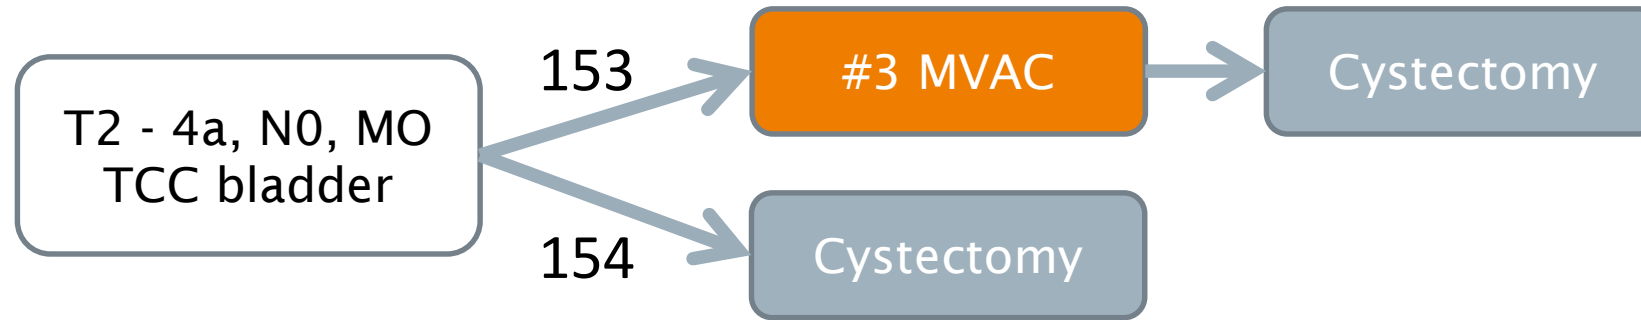 T2 - 4a, N0, MO
TCC bladder
153
#3 MVAC
Cystectomy
154
Cystectomy